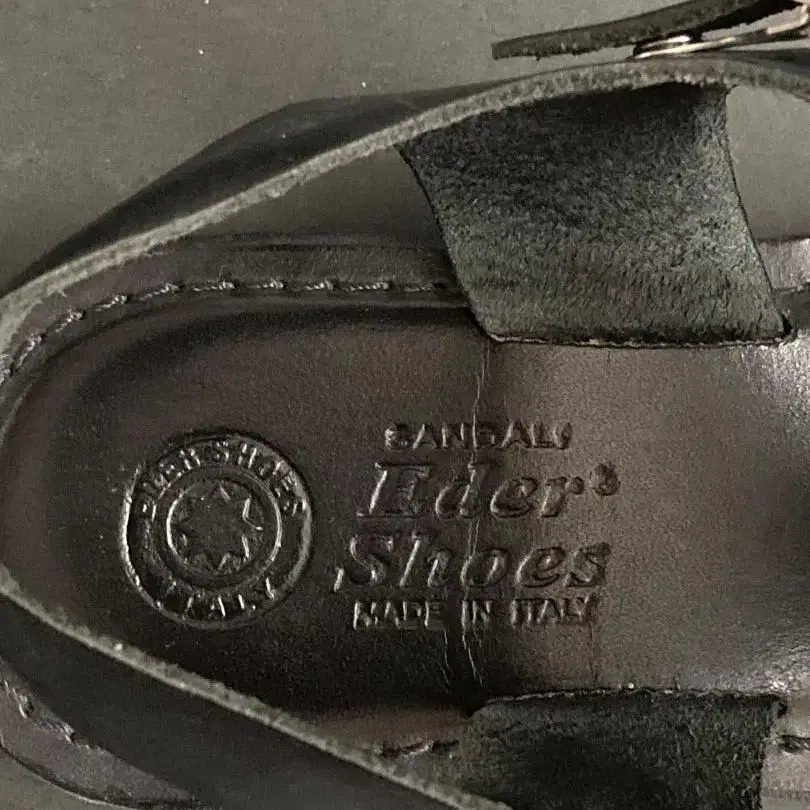 EDER SHOES
ITALY
SANDALI
Eder's
Shoes
MADE IN ITALY